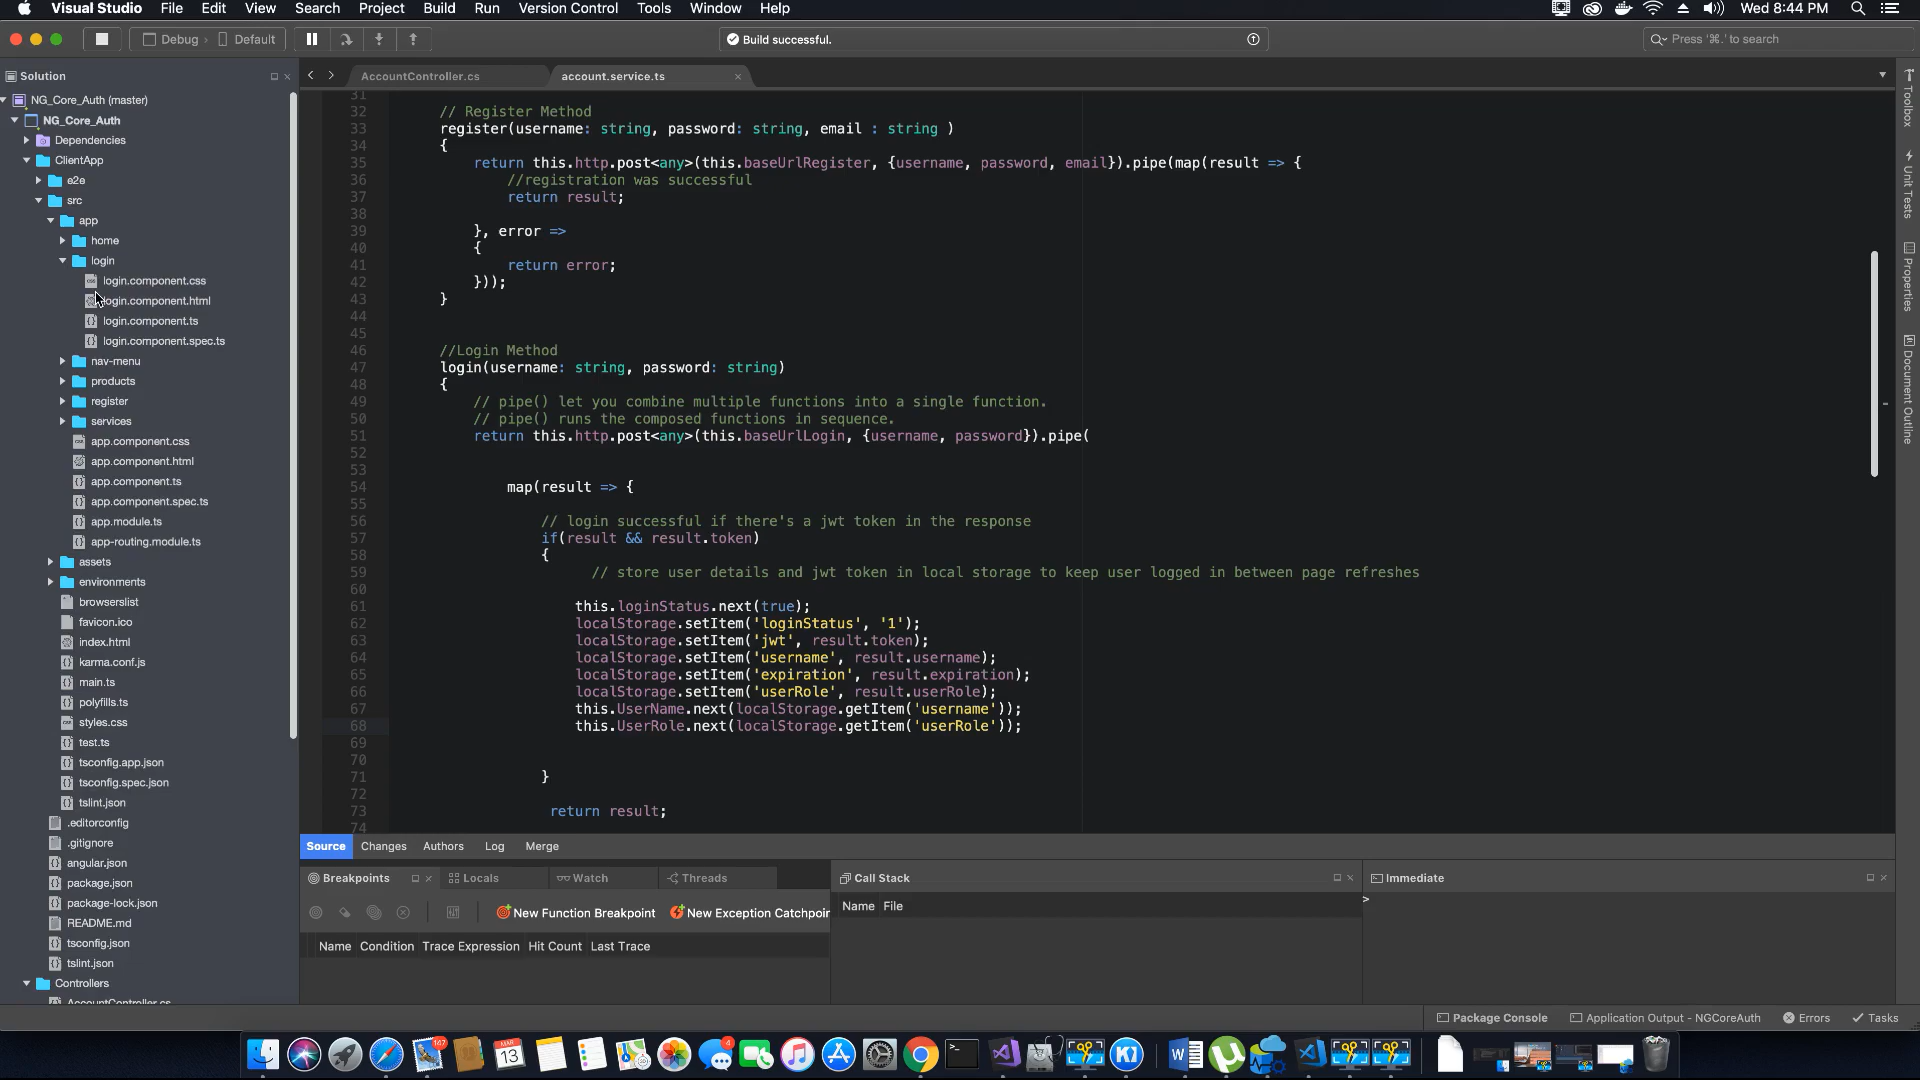 Visual Studio File Edit View Search Project Build Run Version Control Tools Window Help Wed 8:44 PM
Debug Default Build successful. Press '⌘.' to search
Solution
NG_Core_Auth (master)
NG_Core_Auth
Dependencies
ClientApp
e2e
src
app
home
login
login.component.css
login.component.html
login.component.ts
login.component.spec.ts
nav-menu
products
register
services
app.component.css
app.component.html
app.component.ts
app.component.spec.ts
app.module.ts
app-routing.module.ts
assets
environments
browserslist
favicon.ico
index.html
karma.conf.js
main.ts
polyfills.ts
styles.css
test.ts
tsconfig.app.json
tsconfig.spec.json
tslint.json
.editorconfig
.gitignore
angular.json
package.json
package-lock.json
README.md
tsconfig.json
tslint.json
Controllers
AccountController.cs
AccountController.cs account.service.ts
31
32 // Register Method
33 register(username: string, password: string, email : string )
34 {
35 return this.http.post<any>(this.baseUrlRegister, {username, password, email}).pipe(map(result => {
36 //registration was successful
37 return result;
38
39 }, error =>
40 {
41 return error;
42 }));
43 }
44
45
46 //Login Method
47 login(username: string, password: string)
48 {
49 // pipe() let you combine multiple functions into a single function.
50 // pipe() runs the composed functions in sequence.
51 return this.http.post<any>(this.baseUrlLogin, {username, password}).pipe(
52
53
54 map(result => {
55
56 // login successful if there's a jwt token in the response
57 if(result && result.token)
58 {
59 // store user details and jwt token in local storage to keep user logged in between page refreshes
60
61 this.loginStatus.next(true);
62 localStorage.setItem('loginStatus', '1');
63 localStorage.setItem('jwt', result.token);
64 localStorage.setItem('username', result.username);
65 localStorage.setItem('expiration', result.expiration);
66 localStorage.setItem('userRole', result.userRole);
67 this.UserName.next(localStorage.getItem('username'));
68 this.UserRole.next(localStorage.getItem('userRole'));
69
70
71 }
72
73 return result;
74
Source Changes Authors Log Merge
Breakpoints Locals Watch Threads
New Function Breakpoint New Exception Catchpoin
Name Condition Trace Expression Hit Count Last Trace
Call Stack
Name File
Immediate
>
Toolbox
Unit Tests
Properties
Document Outline
Package Console Application Output - NGCoreAuth Errors Tasks
147
13
4